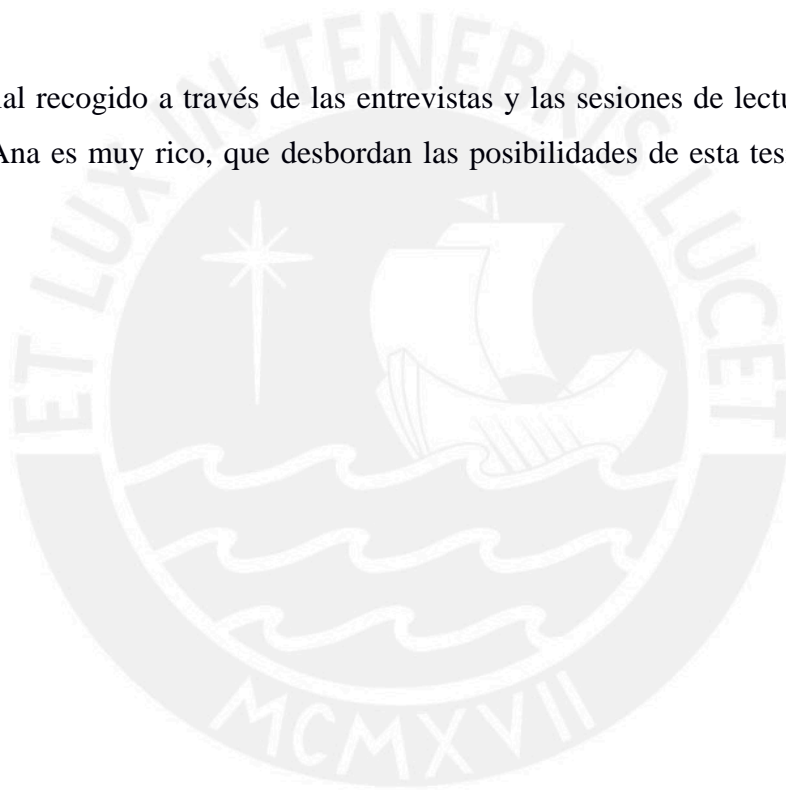 al recogido a través de las entrevistas y las sesiones de lectu
Ana es muy rico, que desbordan las posibilidades de esta tes
ET LUX IN TENEBRIS LUCET
MCMXVII